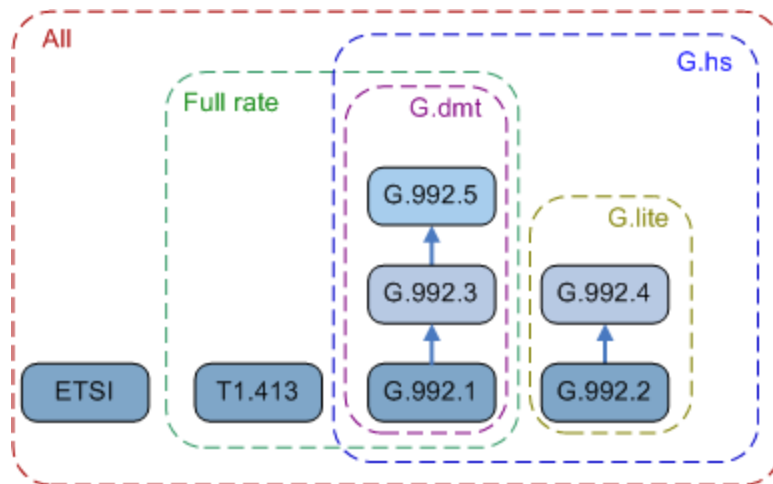 All
G.hs
Full rate
G.dmt
G.992.5
G.lite
G.992.3
G.992.4
ETSI
T1.413
G.992.1
G.992.2